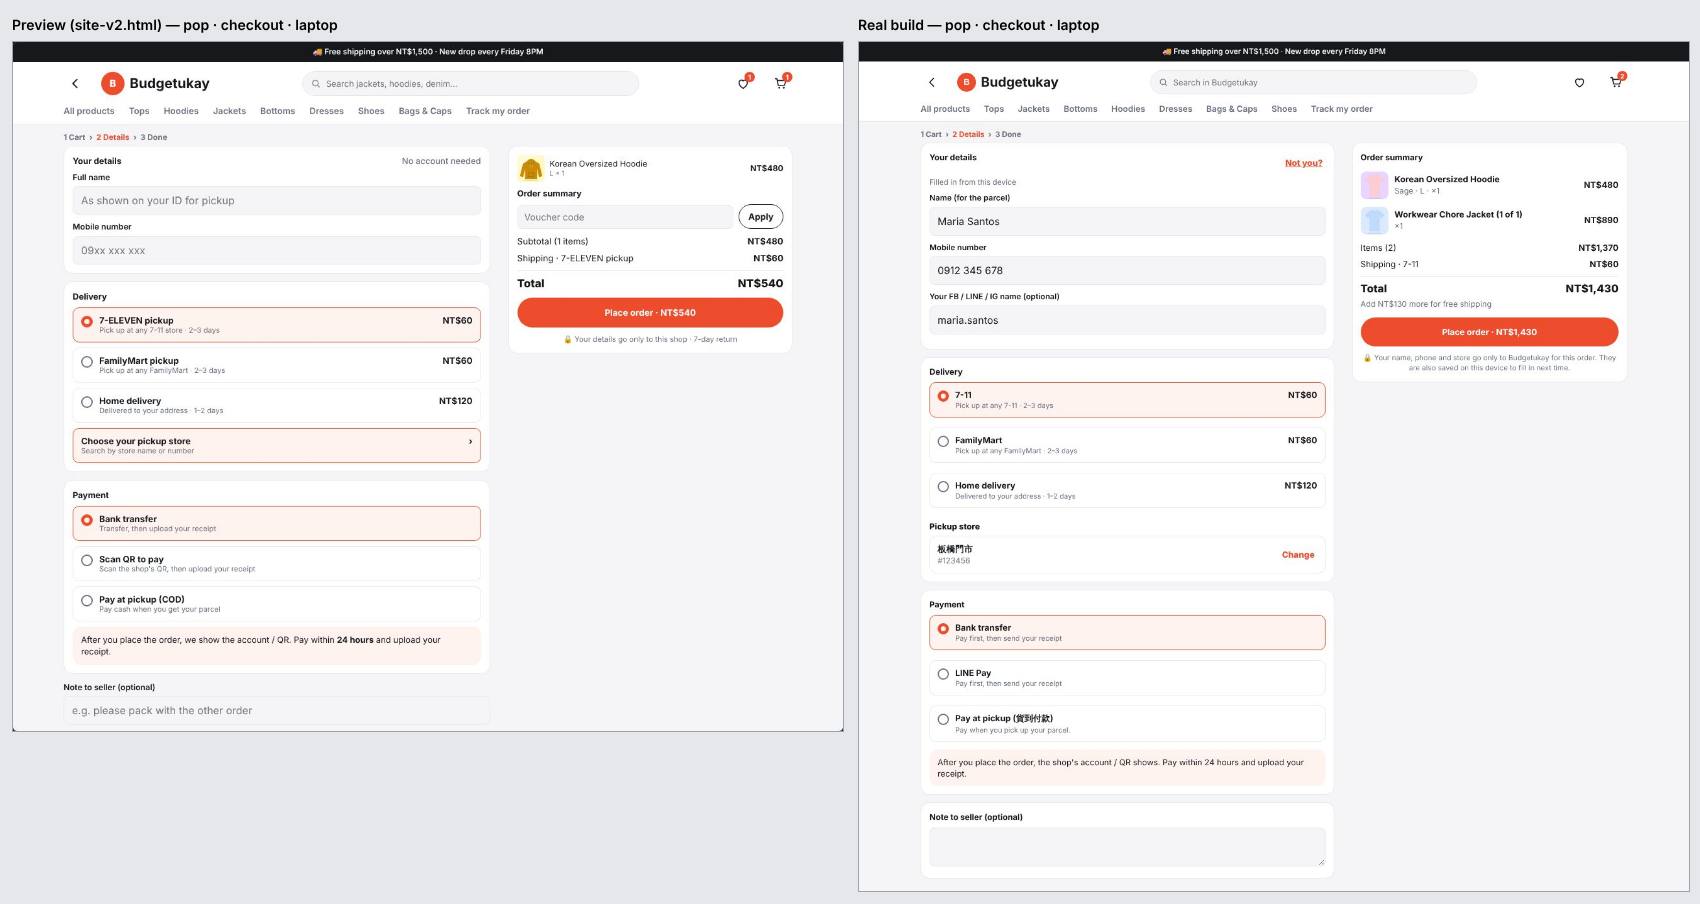 Preview (site-v2.html) — pop · checkout · laptop
🚚 Free shipping over NT$1,500 · New drop every Friday 8PM
B Budgetukay
Search jackets, hoodies, denim...
1
1
All products Tops Hoodies Jackets Bottoms Dresses Shoes Bags & Caps Track my order
1 Cart › 2 Details › 3 Done
Your details No account needed
Full name
As shown on your ID for pickup
Mobile number
09xx xxx xxx
Delivery
7-ELEVEN pickup NT$60
Pick up at any 7-11 store · 2–3 days
FamilyMart pickup NT$60
Pick up at any FamilyMart · 2–3 days
Home delivery NT$120
Delivered to your address · 1–2 days
Choose your pickup store ›
Search by store name or number
Payment
Bank transfer
Transfer, then upload your receipt
Scan QR to pay
Scan the shop's QR, then upload your receipt
Pay at pickup (COD)
Pay cash when you get your parcel
After you place the order, we show the account / QR. Pay within 24 hours and upload your
receipt.
Note to seller (optional)
e.g. please pack with the other order
Korean Oversized Hoodie NT$480
L × 1
Order summary
Voucher code Apply
Subtotal (1 items) NT$480
Shipping · 7-ELEVEN pickup NT$60
Total NT$540
Place order · NT$540
🔒 Your details go only to this shop · 7-day return
Real build — pop · checkout · laptop
🚚 Free shipping over NT$1,500 · New drop every Friday 8PM
B Budgetukay
Search in Budgetukay
2
All products Tops Jackets Bottoms Hoodies Dresses Bags & Caps Shoes Track my order
1 Cart › 2 Details › 3 Done
Your details
Not you?
Filled in from this device
Name (for the parcel)
Maria Santos
Mobile number
0912 345 678
Your FB / LINE / IG name (optional)
maria.santos
Delivery
7-11 NT$60
Pick up at any 7-11 · 2–3 days
FamilyMart NT$60
Pick up at any FamilyMart · 2–3 days
Home delivery NT$120
Delivered to your address · 1–2 days
Pickup store
板橋門市
#123456
Change
Payment
Bank transfer
Pay first, then send your receipt
LINE Pay
Pay first, then send your receipt
Pay at pickup (貨到付款)
Pay when you pick up your parcel.
After you place the order, the shop's account / QR shows. Pay within 24 hours and upload your
receipt.
Note to seller (optional)
Order summary
Korean Oversized Hoodie NT$480
Sage · L · ×1
Workwear Chore Jacket (1 of 1) NT$890
×1
Items (2) NT$1,370
Shipping · 7-11 NT$60
Total NT$1,430
Add NT$130 more for free shipping
Place order · NT$1,430
🔒 Your name, phone and store go only to Budgetukay for this order. They
are also saved on this device to fill in next time.